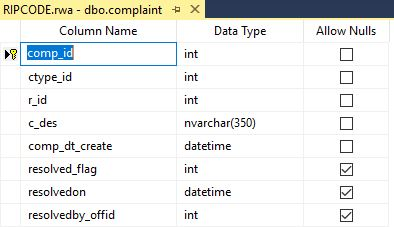 RIPCODE.rwa - dbo.complaint
Column Name Data Type Allow Nulls
comp_id int
ctype_id int
r_id int
c_des nvarchar(350)
comp_dt_create datetime
resolved_flag int
resolvedon datetime
resolvedby_offid int